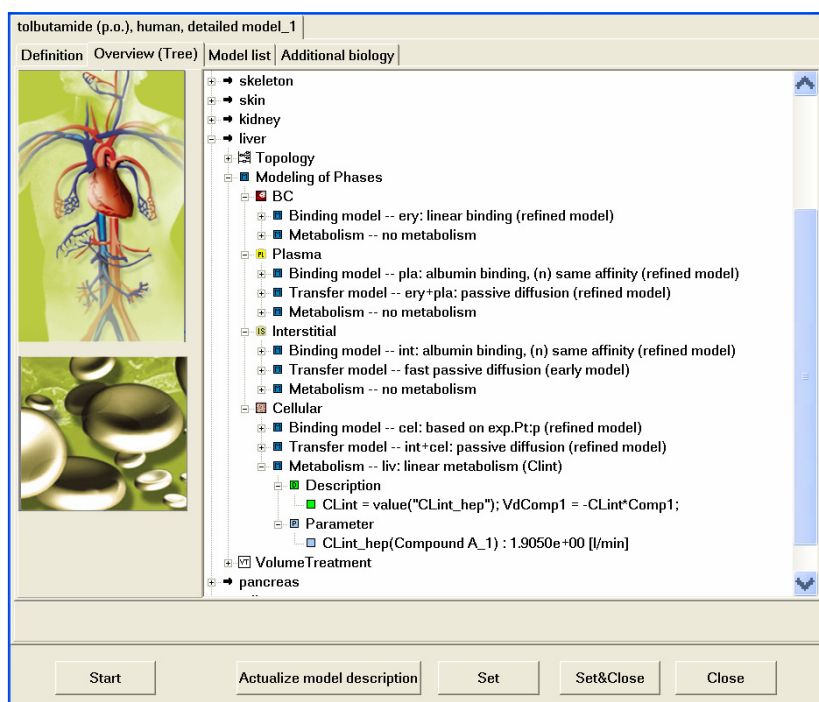 tolbutamide (p.o.), human, detailed model_1
Definition Overview (Tree) Model list Additional biology
skeleton
skin
kidney
liver
Topology
Modeling of Phases
BC
Binding model -- ery: linear binding (refined model)
Metabolism -- no metabolism
PL Plasma
Binding model -- pla: albumin binding, (n) same affinity (refined model)
Transfer model -- ery+pla: passive diffusion (refined model)
Metabolism -- no metabolism
IS Interstitial
Binding model -- int: albumin binding, (n) same affinity (refined model)
Transfer model -- fast passive diffusion (early model)
Metabolism -- no metabolism
Cellular
Binding model -- cel: based on exp.Pt:p (refined model)
Transfer model -- int+cel: passive diffusion (refined model)
Metabolism -- liv: linear metabolism (Clint)
D Description
CLint = value("CLint_hep"); VdComp1 = -CLint*Comp1;
P Parameter
CLint_hep(Compound A_1) : 1.9050e+00 [l/min]
VT VolumeTreatment
pancreas
Start Actualize model description Set Set&Close Close